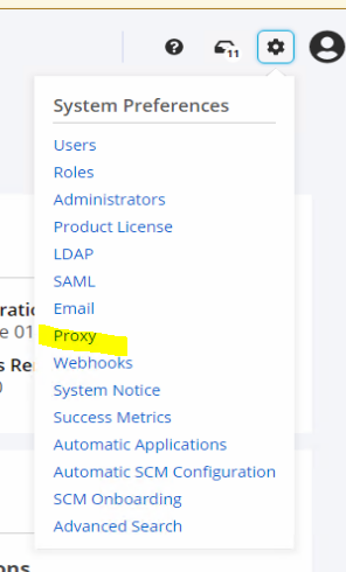 11
System Preferences
Users
Roles
Administrators
Product License
LDAP
SAML
Email
Proxy
Webhooks
System Notice
Success Metrics
Automatic Applications
Automatic SCM Configuration
SCM Onboarding
Advanced Search
ratio
e 01
s Re
)
ons